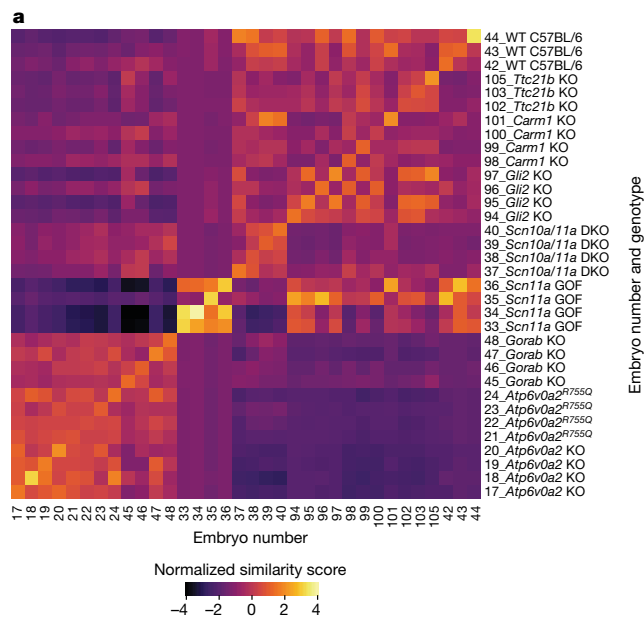 a
44_WT C57BL/6
43_WT C57BL/6
42_WT C57BL/6
105_Ttc21b KO
103_Ttc21b KO
102_Ttc21b KO
101_Carm1 KO
100_Carm1 KO
99_Carm1 KO
98_Carm1 KO
97_Gli2 KO
96_Gli2 KO
95_Gli2 KO
94_Gli2 KO
40_Scn10a/11a DKO
39_Scn10a/11a DKO
38_Scn10a/11a DKO
37_Scn10a/11a DKO
36_Scn11a GOF
35_Scn11a GOF
34_Scn11a GOF
33_Scn11a GOF
48_Gorab KO
47_Gorab KO
46_Gorab KO
45_Gorab KO
24_Atp6v0a2R755Q
23_Atp6v0a2R755Q
22_Atp6v0a2R755Q
21_Atp6v0a2R755Q
20_Atp6v0a2 KO
19_Atp6v0a2 KO
18_Atp6v0a2 KO
17_Atp6v0a2 KO
Embryo number and genotype
17 18 19 20 21 22 23 24 45 46 47 48 33 34 35 36 37 38 39 40 94 95 96 97 98 99 100 101 102 103 105 42 43 44
Embryo number
Normalized similarity score
−4 −2 0 2 4